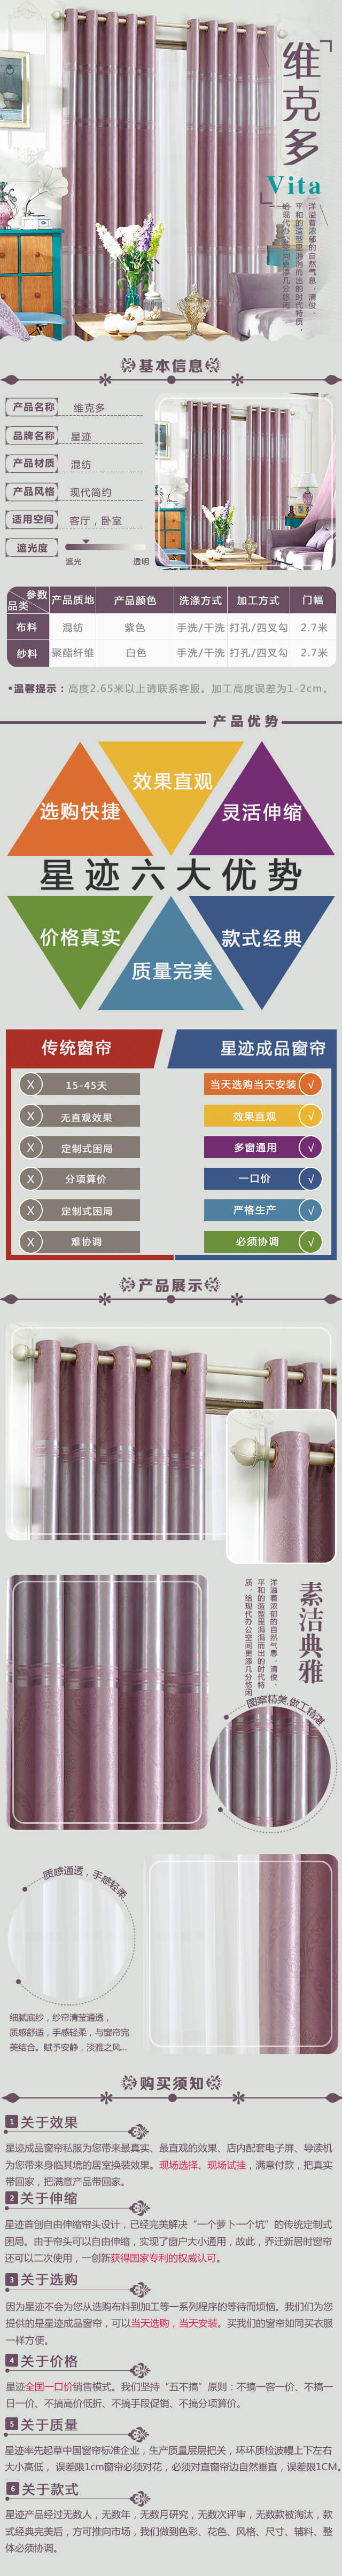 维克多
Vita
洋溢着浓郁的自然气息，清俊、
平和的造型里涓涓而出的时代特质，
给现代办公空间更添几分悠闲
基本信息
产品名称 维克多
品牌名称 星迹
产品材质 混纺
产品风格 现代简约
适用空间 客厅，卧室
遮光度
遮光 透明
参数 品类 产品质地 产品颜色 洗涤方式 加工方式 门幅
布料 混纺 紫色 手洗/干洗 打孔/四叉勾 2.7米
纱料 聚酯纤维 白色 手洗/干洗 打孔/四叉勾 2.7米
•温馨提示：高度2.65米以上请联系客服。加工高度误差为1-2cm。
产品优势
选购快捷 效果直观 灵活伸缩
星迹六大优势
价格真实 质量完美 款式经典
传统窗帘 星迹成品窗帘
X 15-45天 当天选购当天安装 √
X 无直观效果 效果直观 √
X 定制式困局 多窗通用 √
X 分项算价 一口价 √
X 定制式困局 严格生产 √
X 难协调 必须协调 √
产品展示
素洁典雅
洋溢着浓郁的自然气息，清俊、
平和的造型里涓涓而出的时代特
质，给现代办公空间更添几分悠闲
图案精美,做工精湛
质感通透，手感轻柔
细腻底纱，纱帘清莹通透，
质感舒适，手感轻柔，与窗帘完
美结合。赋予安静，淡雅之风...
购买须知
1 关于效果
星迹成品窗帘私服为您带来最真实、最直观的效果、店内配套电子屏、导读机
为您带来身临其境的居室换装效果。现场选择、现场试挂，满意付款，把真实
带回家，把满意产品带回家。
2 关于伸缩
星迹首创自由伸缩帘头设计，已经完美解决“一个萝卜一个坑”的传统定制式
困局。由于帘头可以自由伸缩，实现了窗户大小通用，故此，乔迁新居时窗帘
还可以二次使用，一创新获得国家专利的权威认可。
3 关于选购
因为星迹不会为您从选购布料到加工等一系列程序的等待而烦恼。我们们为您
提供的是星迹成品窗帘，可以当天选购，当天安装。买我们的窗帘如同买衣服
一样方便。
4 关于价格
星迹全国一口价销售模式。我们坚持“五不搞”原则：不搞一客一价、不搞一
日一价、不搞高价低折、不搞手段促销、不搞分项算价。
5 关于质量
星迹率先起草中国窗帘标准企业，生产质量层层把关，环环质检波幔上下左右
大小高低， 误差限1cm窗帘必须对花，必须对直窗帘边自然垂直，误差限1CM。
6 关于款式
星迹产品经过无数人，无数年，无数月研究，无数次评审，无数款被淘汰，款
式经典完美后，方可推向市场，我们做到色彩、花色、风格、尺寸、辅料、整
体必须协调。